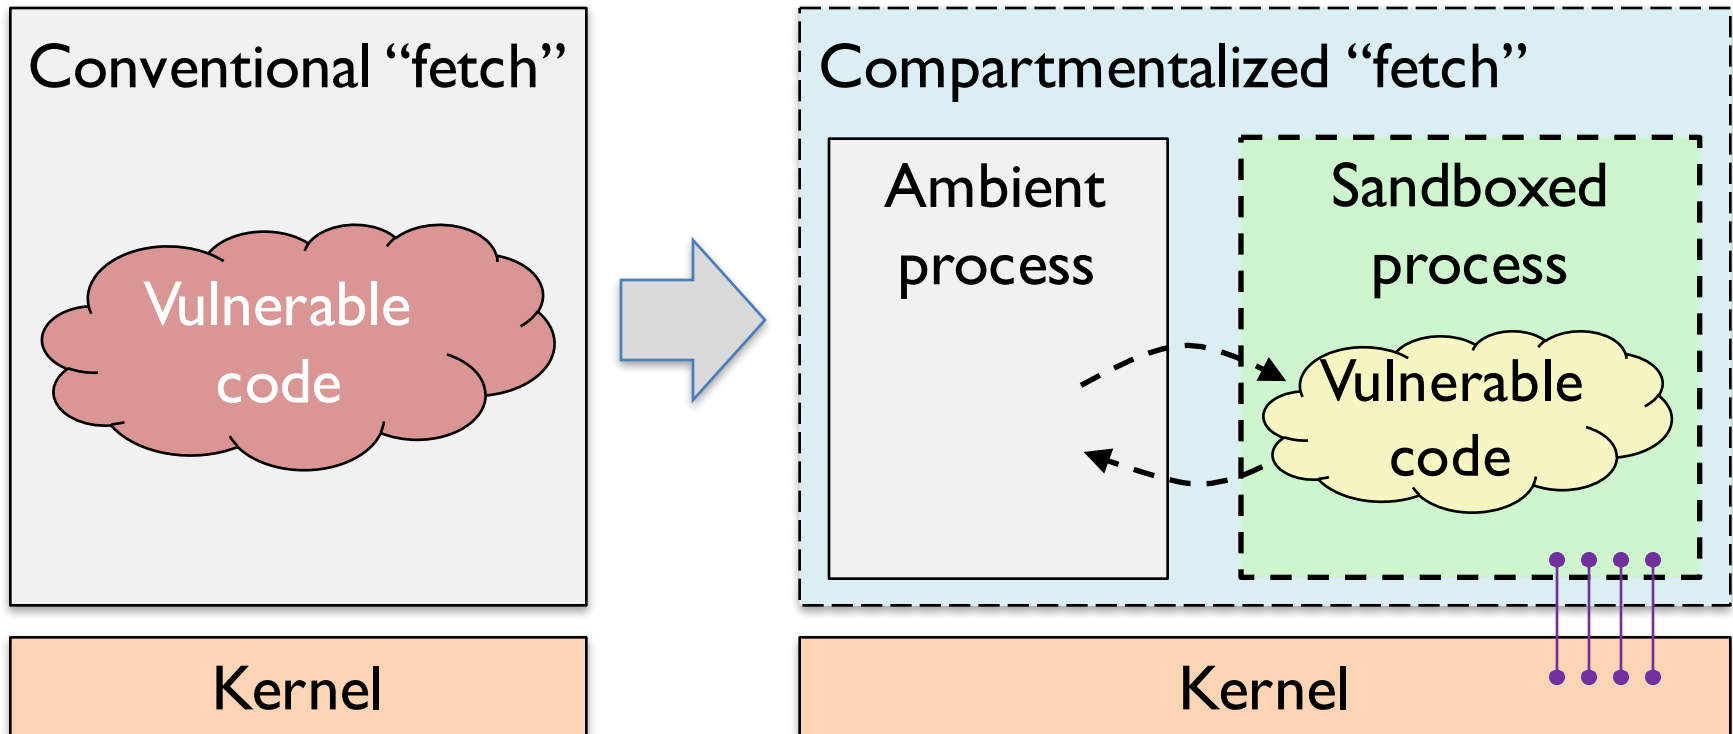 Conventional “fetch”
Vulnerable
code
Kernel
Compartmentalized “fetch”
Ambient
process
Sandboxed
process
Vulnerable
code
Kernel